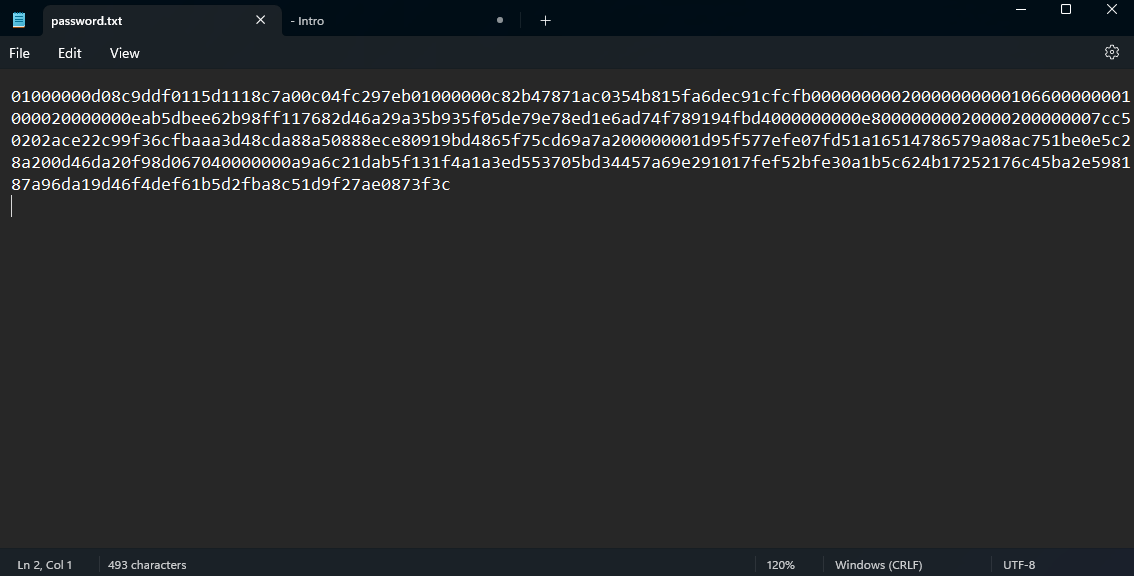 password.txt
- Intro
File Edit View
01000000d08c9ddf0115d1118c7a00c04fc297eb01000000c82b47871ac0354b815fa6dec91cfcfb00000000020000000000106600000001
000020000000eab5dbee62b98ff117682d46a29a35b935f05de79e78ed1e6ad74f789194fbd4000000000e80000000020000200000007cc5
0202ace22c99f36cfbaaa3d48cda88a50888ece80919bd4865f75cd69a7a200000001d95f577efe07fd51a16514786579a08ac751be0e5c2
8a200d46da20f98d067040000000a9a6c21dab5f131f4a1a3ed553705bd34457a69e291017fef52bfe30a1b5c624b17252176c45ba2e5981
87a96da19d46f4def61b5d2fba8c51d9f27ae0873f3c
Ln 2, Col 1 493 characters 120% Windows (CRLF) UTF-8